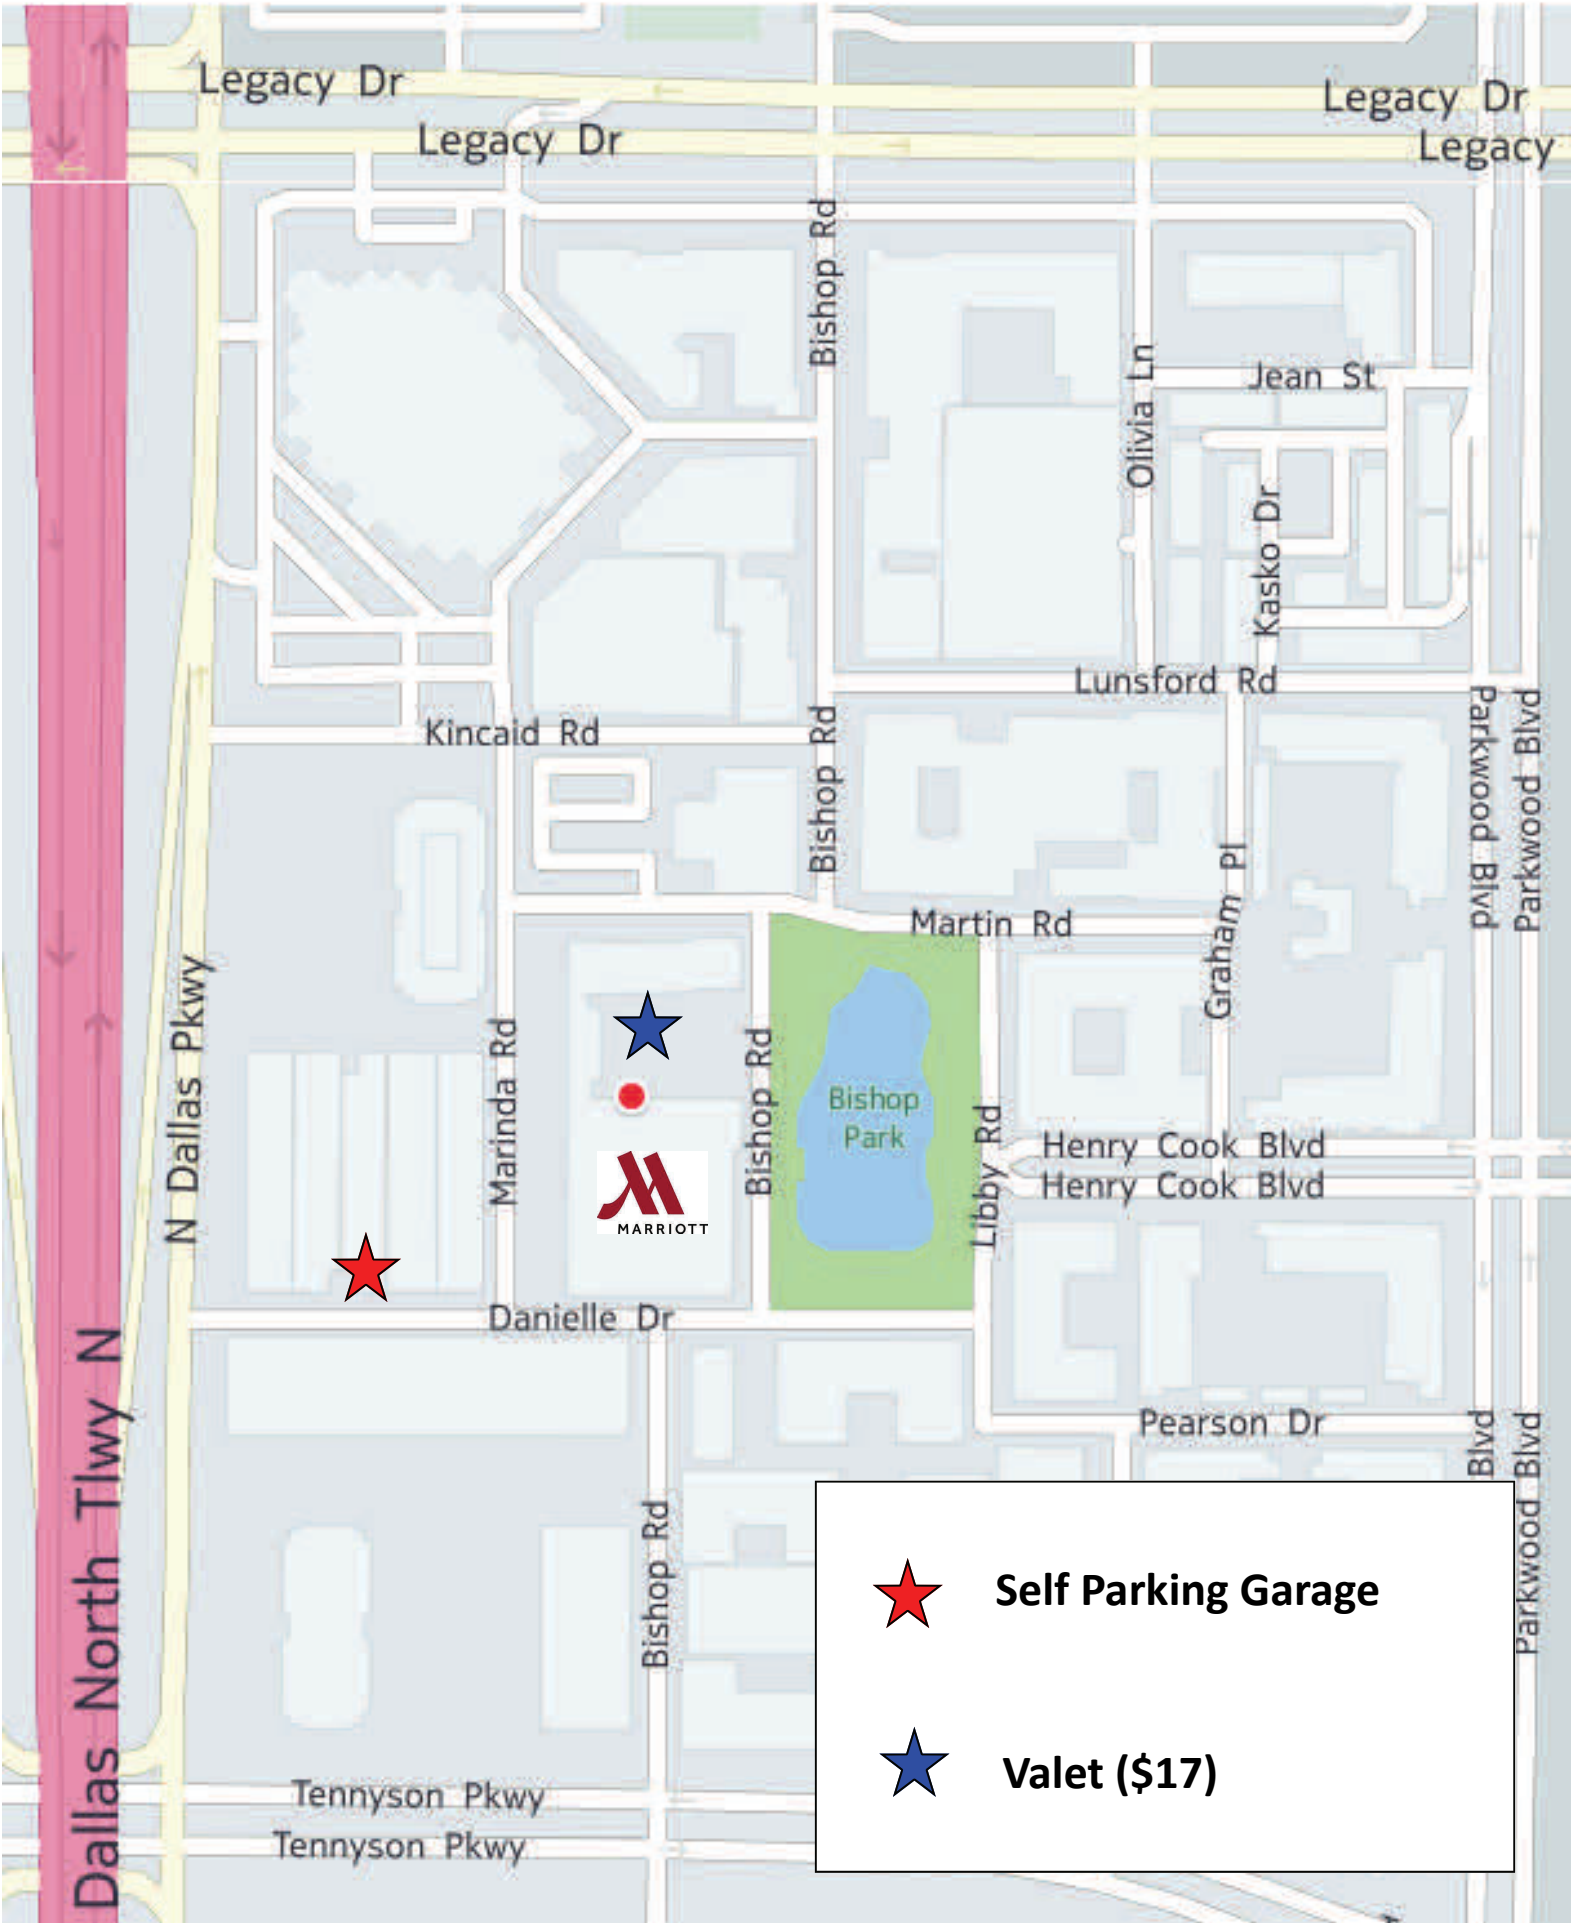 Legacy Dr
Legacy Dr
Legacy Dr
Legacy
Bishop Rd
Olivia Ln
Jean St
Kasko Dr
Lunsford Rd
Kincaid Rd
Bishop Rd
Parkwood Blvd
Parkwood Blvd
Graham Pl
Martin Rd
N Dallas Pkwy
Marinda Rd
Bishop Rd
Bishop
Park
Libby Rd
Henry Cook Blvd
Henry Cook Blvd
MARRIOTT
Danielle Dr
Dallas North Tlwy N
Pearson Dr
Blvd
Parkwood Blvd
Bishop Rd
Self Parking Garage
Valet ($17)
Tennyson Pkwy
Tennyson Pkwy